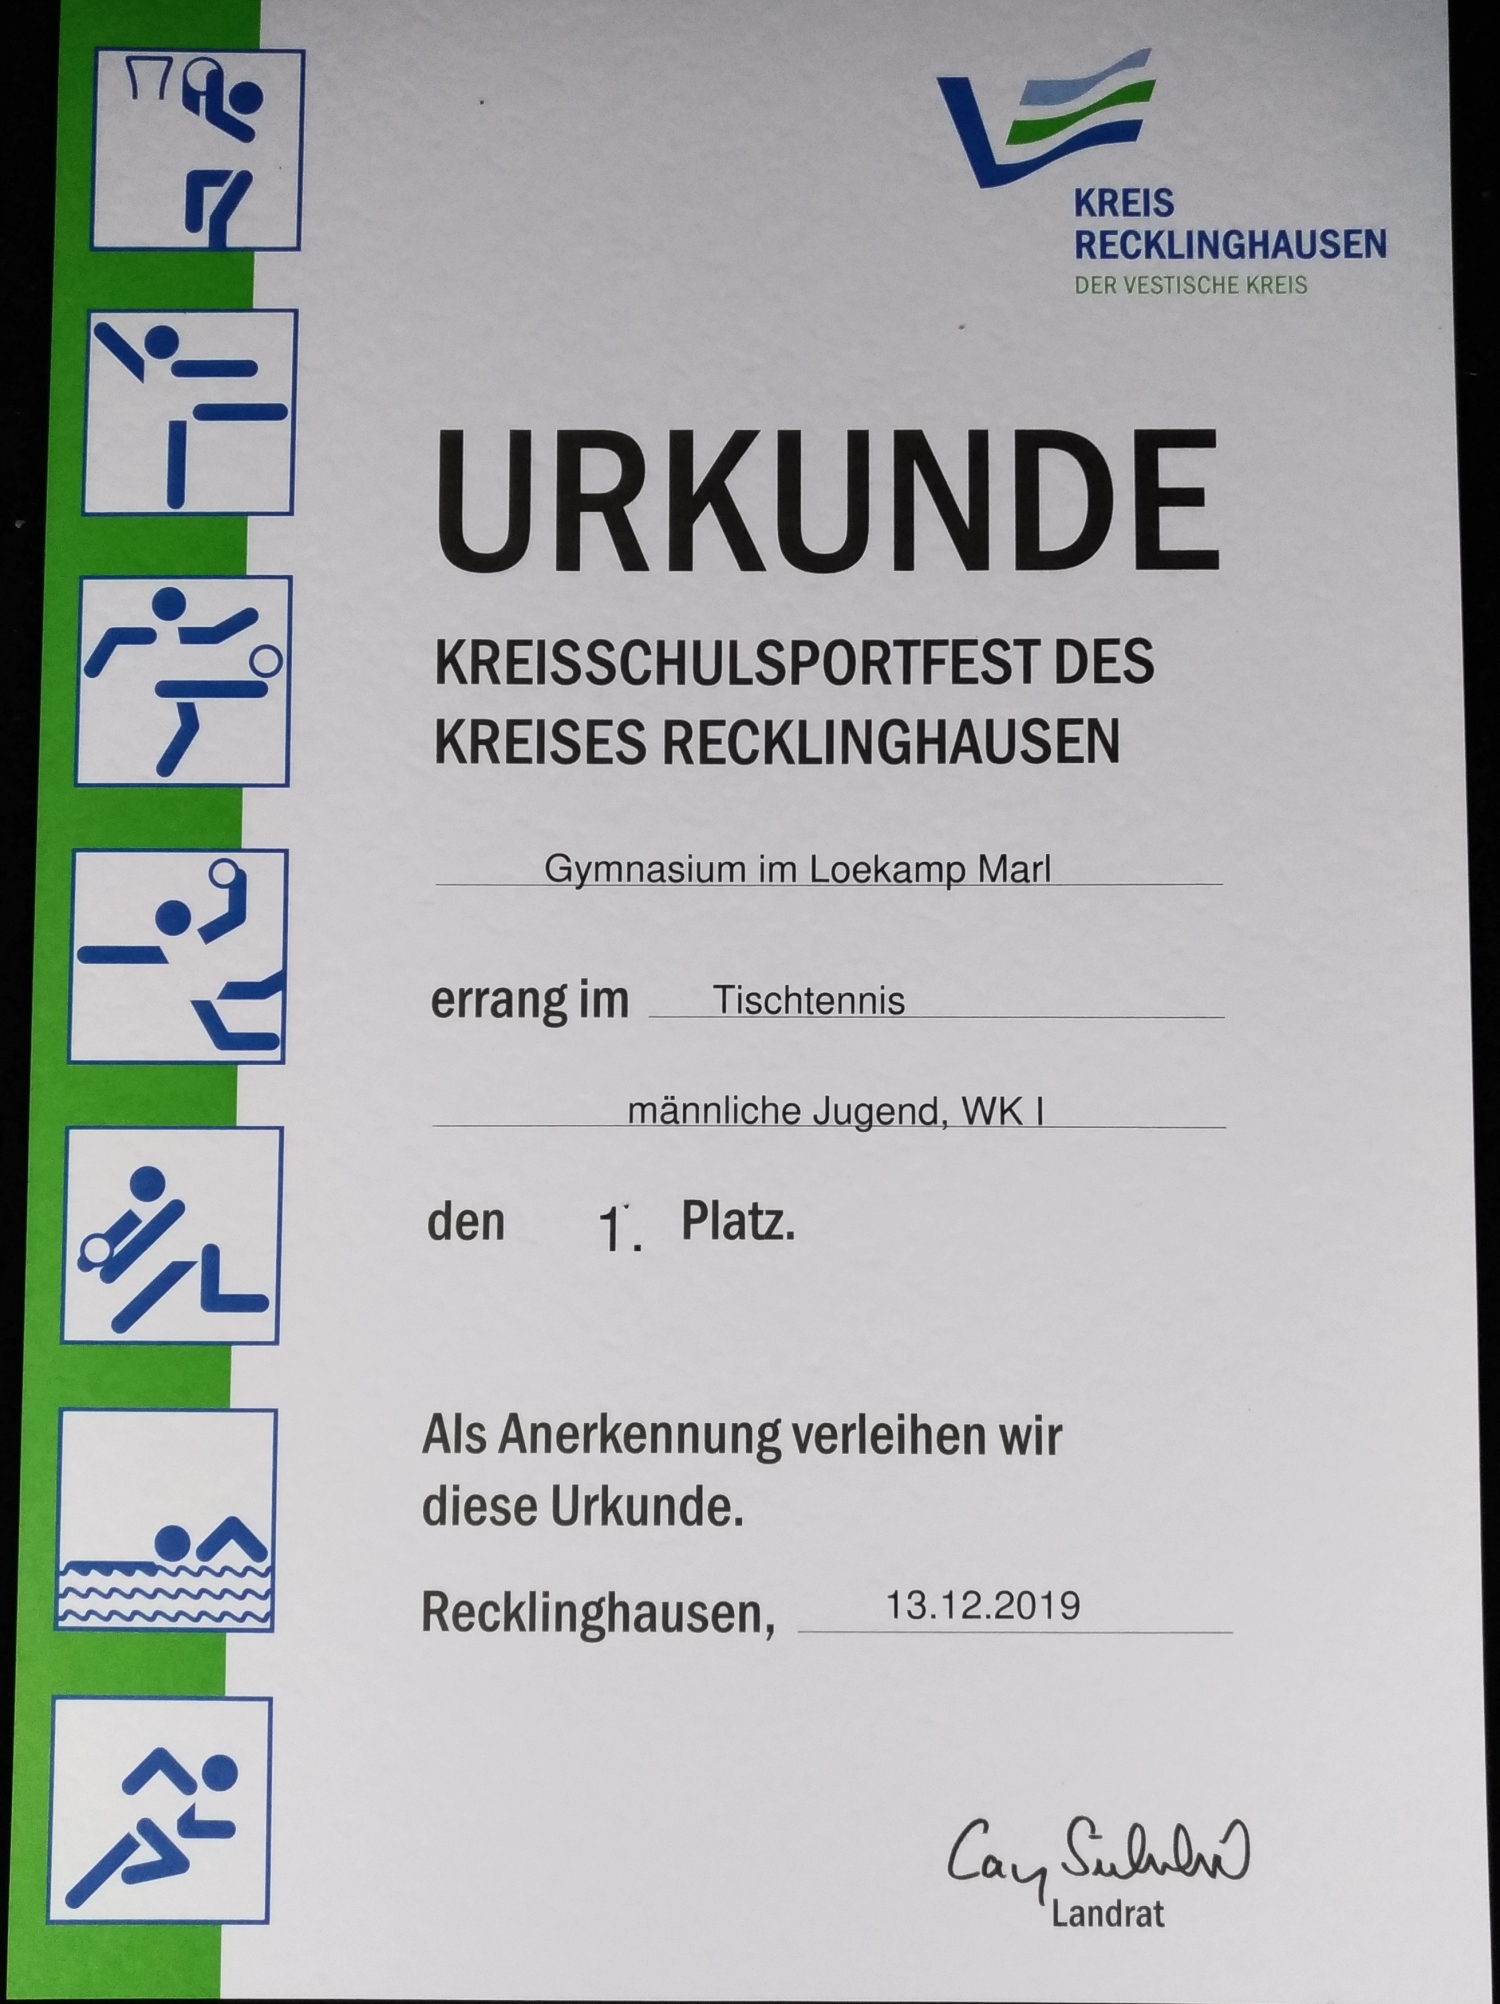 KREIS
RECKLINGHAUSEN
DER VESTISCHE KREIS
URKUNDE
KREISSCHULSPORTFEST DES
KREISES RECKLINGHAUSEN
Gymnasium im Loekamp Marl
errang im Tischtennis
männliche Jugend, WK I
den 1. Platz.
Als Anerkennung verleihen wir
diese Urkunde.
Recklinghausen, 13.12.2019
Cay
Landrat